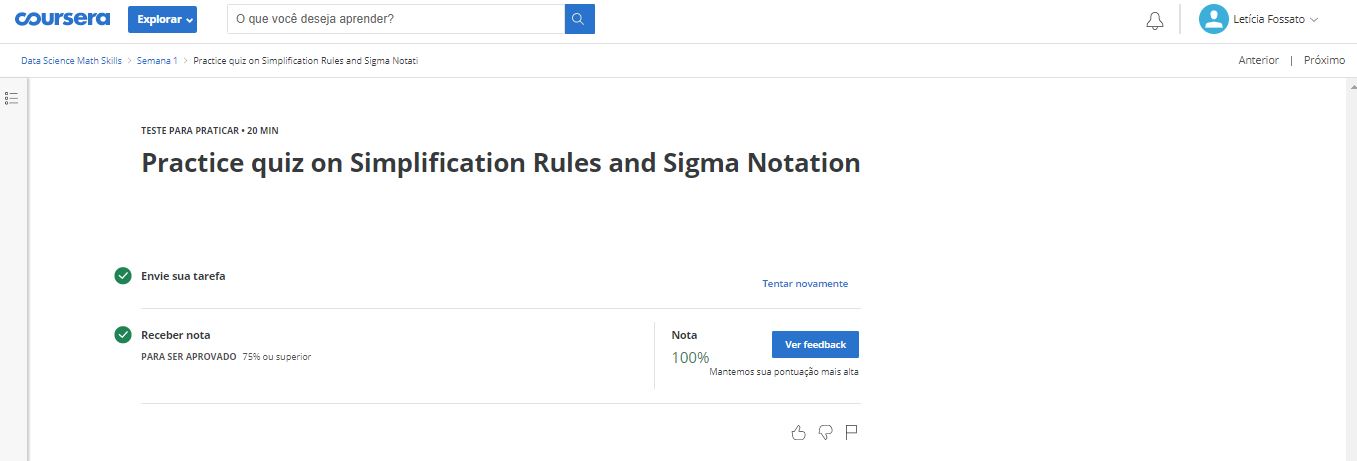 coursera Explorar O que você deseja aprender? Letícia Fossato
Data Science Math Skills > Semana 1 > Practice quiz on Simplification Rules and Sigma Notati Anterior | Próximo
TESTE PARA PRATICAR • 20 MIN
Practice quiz on Simplification Rules and Sigma Notation
Envie sua tarefa
Tentar novamente
Receber nota
PARA SER APROVADO 75% ou superior
Nota
100%
Ver feedback
Mantemos sua pontuação mais alta